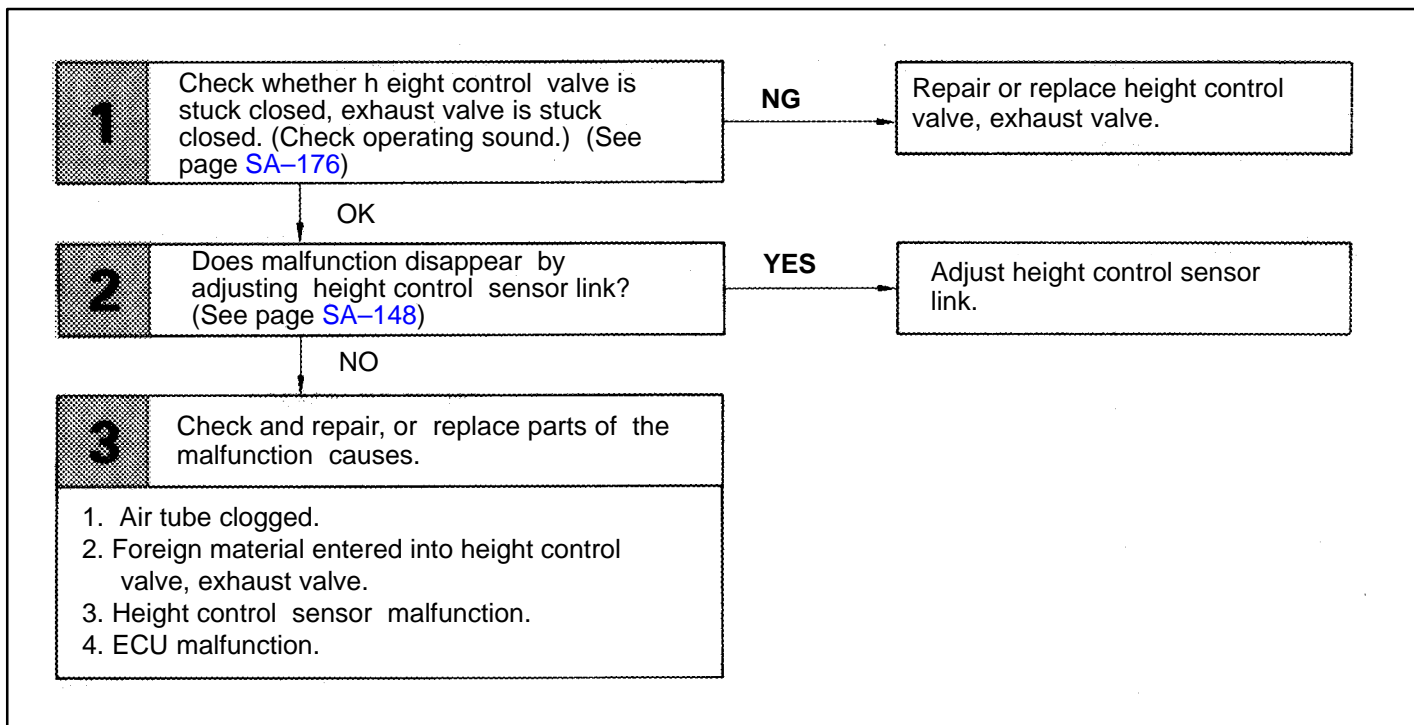 1
Check whether h eight control valve is
stuck closed, exhaust valve is stuck
closed. (Check operating sound.) (See
page SA–176)
NG
Repair or replace height control
valve, exhaust valve.
OK
2
Does malfunction disappear by
adjusting height control sensor link?
(See page SA–148)
YES
Adjust height control sensor
link.
NO
3
Check and repair, or replace parts of the
malfunction causes.
1. Air tube clogged.
2. Foreign material entered into height control
valve, exhaust valve.
3. Height control sensor malfunction.
4. ECU malfunction.